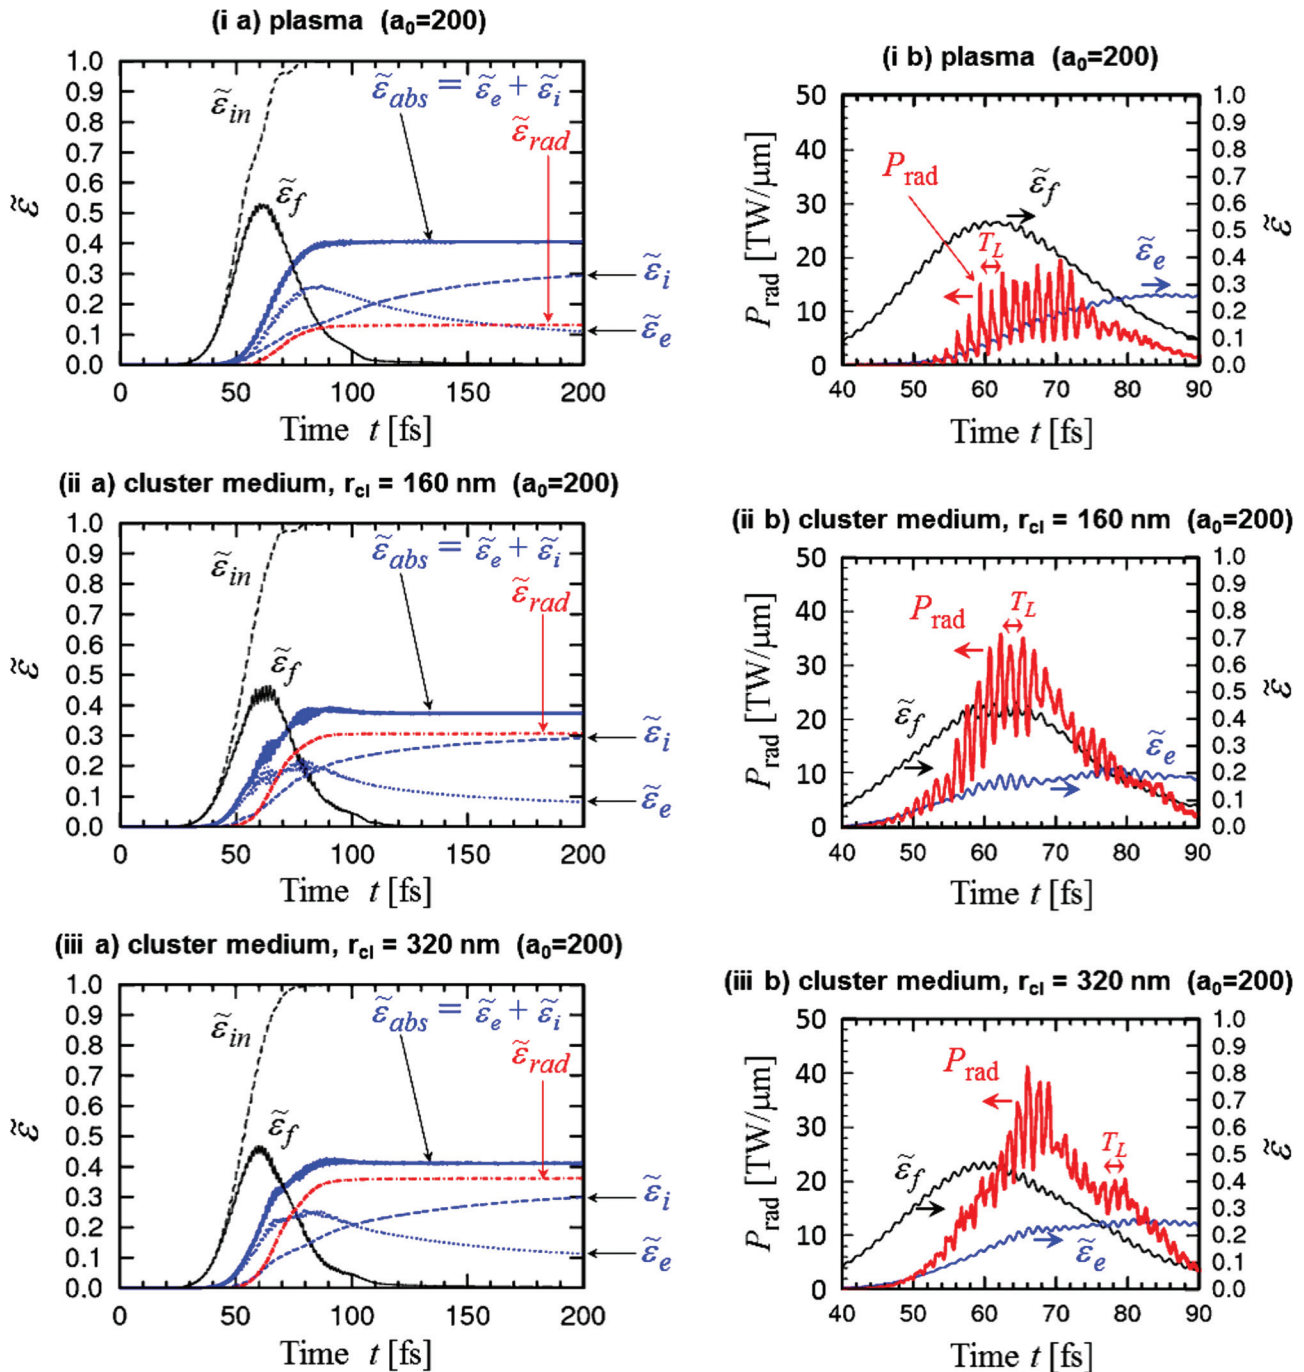 (i a) plasma (a₀=200)
1.0
0.9
0.8
0.7
0.6
0.5
0.4
0.3
0.2
0.1
0.0
ε̃
ε̃in
ε̃f
ε̃abs = ε̃e + ε̃i
ε̃rad
ε̃i
ε̃e
0 50 100 150 200
Time t [fs]
(i b) plasma (a₀=200)
50
40
30
20
10
0
Prad [TW/μm]
Prad
TL
ε̃f
ε̃e
1.0
0.9
0.8
0.7
0.6
0.5
0.4
0.3
0.2
0.1
0.0
ε̃
40 50 60 70 80 90
Time t [fs]
(ii a) cluster medium, rcl = 160 nm (a₀=200)
1.0
0.9
0.8
0.7
0.6
0.5
0.4
0.3
0.2
0.1
0.0
ε̃
ε̃in
ε̃f
ε̃abs = ε̃e + ε̃i
ε̃rad
ε̃i
ε̃e
0 50 100 150 200
Time t [fs]
(ii b) cluster medium, rcl = 160 nm (a₀=200)
50
40
30
20
10
0
Prad [TW/μm]
Prad
TL
ε̃f
ε̃e
1.0
0.9
0.8
0.7
0.6
0.5
0.4
0.3
0.2
0.1
0.0
ε̃
40 50 60 70 80 90
Time t [fs]
(iii a) cluster medium, rcl = 320 nm (a₀=200)
1.0
0.9
0.8
0.7
0.6
0.5
0.4
0.3
0.2
0.1
0.0
ε̃
ε̃in
ε̃f
ε̃abs = ε̃e + ε̃i
ε̃rad
ε̃i
ε̃e
0 50 100 150 200
Time t [fs]
(iii b) cluster medium, rcl = 320 nm (a₀=200)
50
40
30
20
10
0
Prad [TW/μm]
Prad
TL
ε̃f
ε̃e
1.0
0.9
0.8
0.7
0.6
0.5
0.4
0.3
0.2
0.1
0.0
ε̃
40 50 60 70 80 90
Time t [fs]